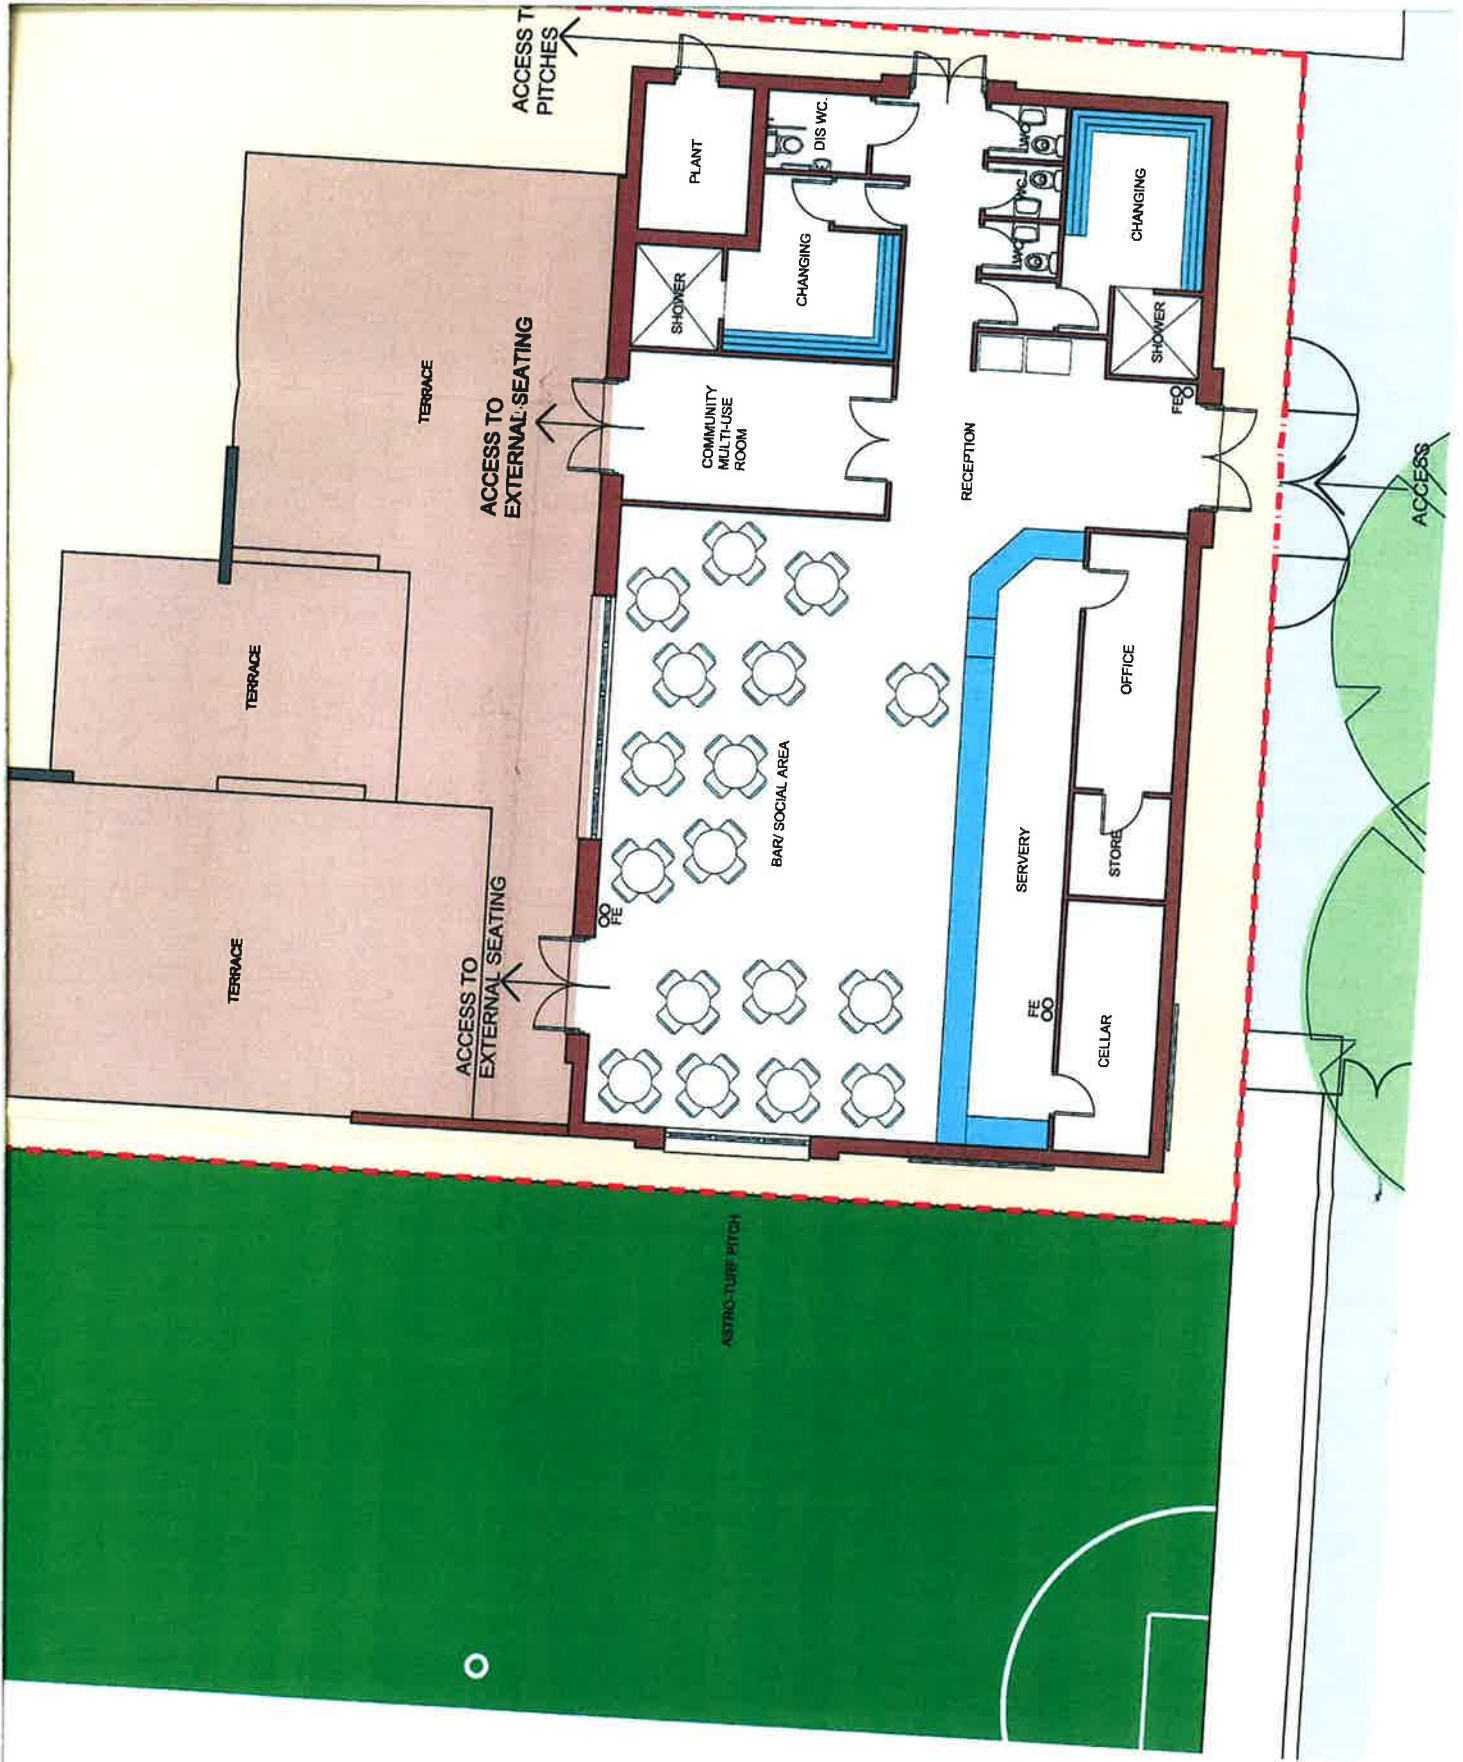 ACCESS TO
PITCHES
PLANT
DIS WC.
WC
WC
WC
CHANGING
CHANGING
SHOWER
SHOWER
TERRACE
ACCESS TO
EXTERNAL SEATING
COMMUNITY
MULTI-USE
ROOM
RECEPTION
FE
ACCESS
TERRACE
OFFICE
BAR/ SOCIAL AREA
SERVERY
STORE
TERRACE
FE
ACCESS TO
EXTERNAL SEATING
FE
CELLAR
ASTRO-TURF PITCH